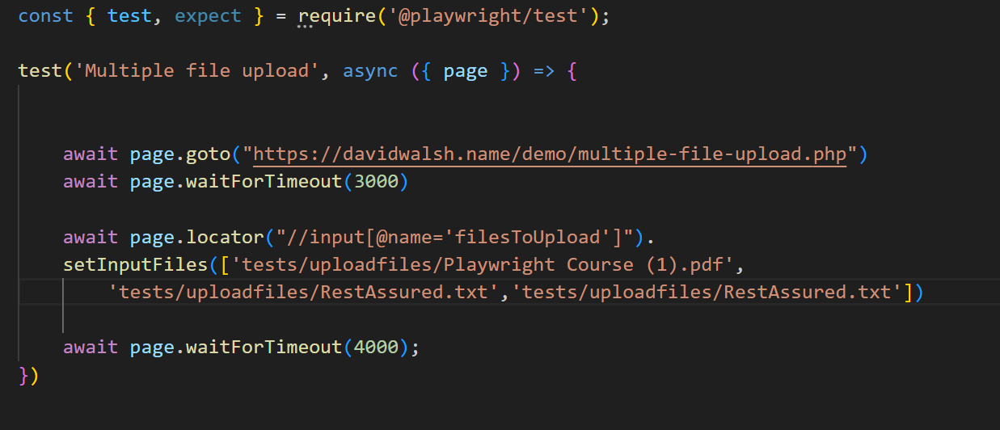 const { test, expect } = require('@playwright/test');
test('Multiple file upload', async ({ page }) => {
await page.goto("https://davidwalsh.name/demo/multiple-file-upload.php")
await page.waitForTimeout(3000)
await page.locator("//input[@name='filesToUpload']").
setInputFiles(['tests/uploadfiles/Playwright Course (1).pdf',
'tests/uploadfiles/RestAssured.txt','tests/uploadfiles/RestAssured.txt'])
await page.waitForTimeout(4000);
})